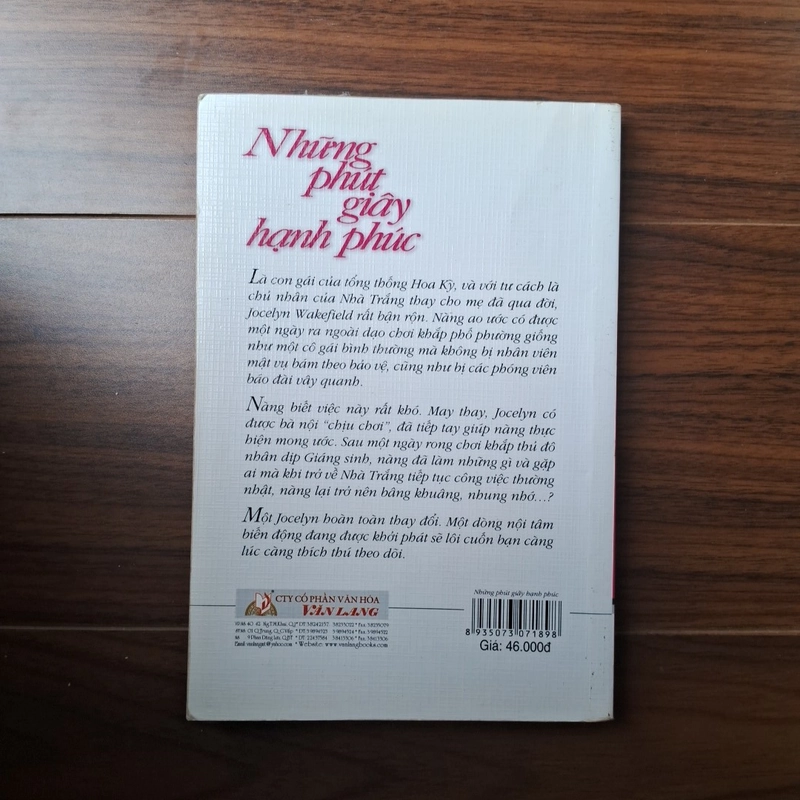 Những
phút
giây
hạnh phúc
Là con gái của tổng thống Hoa Kỳ, và với tư cách là
chủ nhân của Nhà Trắng thay cho mẹ đã qua đời,
Jocelyn Wakefield rất bận rộn. Nàng ao ước có được
một ngày ra ngoài dạo chơi khắp phố phường giống
như một cô gái bình thường mà không bị nhân viên
mật vụ bám theo bảo vệ, cũng như bị các phóng viên
báo đài vây quanh.
Nàng biết việc này rất khó. May thay, Jocelyn có
được bà nội "chịu chơi", đã tiếp tay giúp nàng thực
hiện mong ước. Sau một ngày rong chơi khắp thủ đô
nhân dịp Giáng sinh, nàng đã làm những gì và gặp
ai mà khi trở về Nhà Trắng tiếp tục công việc thường
nhật, nàng lại trở nên bâng khuâng, nhung nhớ...?
Một Jocelyn hoàn toàn thay đổi. Một dòng nội tâm
biến động đang được khởi phát sẽ lôi cuốn bạn càng
lúc càng thích thú theo dõi.
CTY CỔ PHẦN VĂN HÓA
VĂN LANG
Website: www.vanlangbooks.com
Những phút giây hạnh phúc
8 935073 071898
Giá: 46.000đ